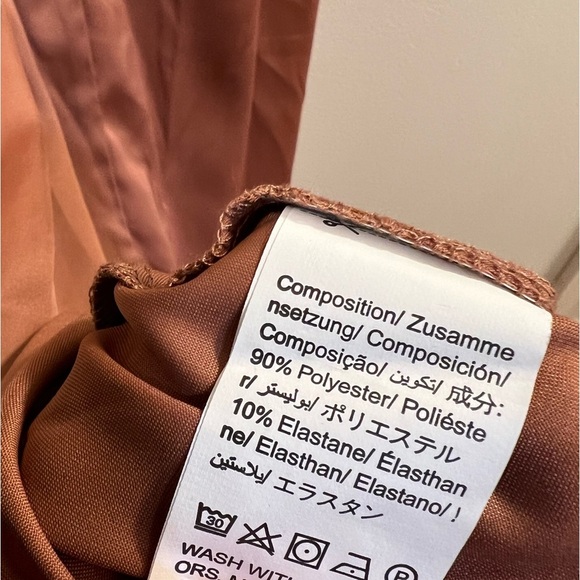 Composition/ Zusamme
nsetzung/ Composición/
Composição/ تكوين/ 成分:
90% Polyester/ Poliéste
r/ بوليستر/ ポリエステル
10% Elastane/ Élasthan
ne/ Elasthan/ Elastano/
إيلاستين/ エラスタン
30
WASH WITH